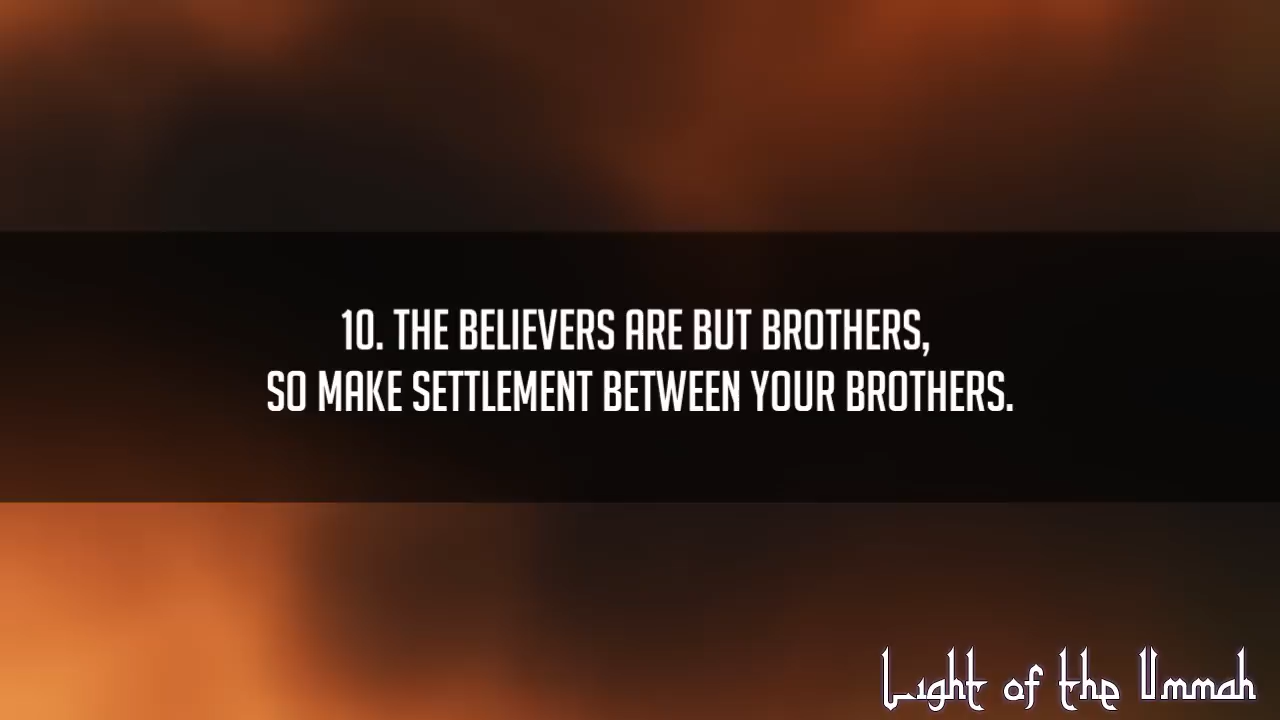 10. THE BELIEVERS ARE BUT BROTHERS,
SO MAKE SETTLEMENT BETWEEN YOUR BROTHERS.
Light of the Ummah